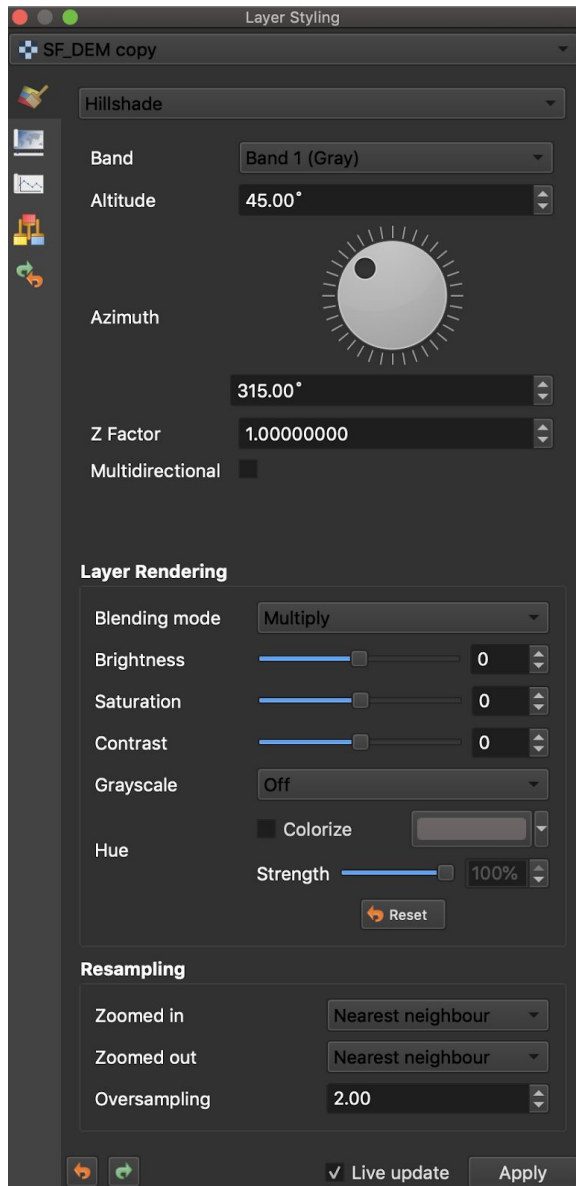 Layer Styling
SF_DEM copy
Hillshade
Band Band 1 (Gray)
Altitude 45.00°
Azimuth
315.00°
Z Factor 1.00000000
Multidirectional
Layer Rendering
Blending mode Multiply
Brightness 0
Saturation 0
Contrast 0
Grayscale Off
Hue Colorize
Strength 100%
Reset
Resampling
Zoomed in Nearest neighbour
Zoomed out Nearest neighbour
Oversampling 2.00
Live update Apply